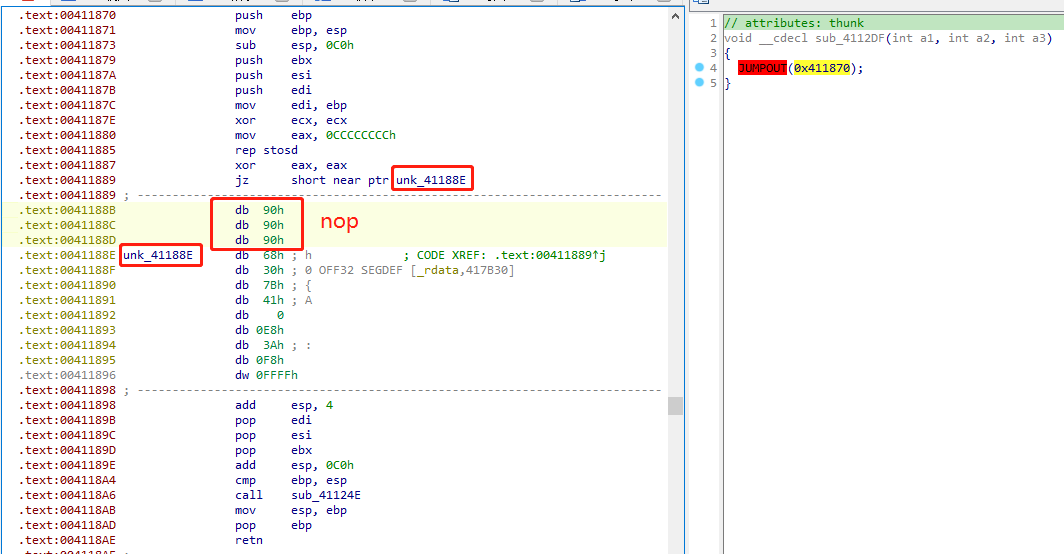 .text:00411870 push ebp
.text:00411871 mov ebp, esp
.text:00411873 sub esp, 0C0h
.text:00411879 push ebx
.text:0041187A push esi
.text:0041187B push edi
.text:0041187C mov edi, ebp
.text:0041187E xor ecx, ecx
.text:00411880 mov eax, 0CCCCCCCCh
.text:00411885 rep stosd
.text:00411887 xor eax, eax
.text:00411889 jz short near ptr unk_41188E
.text:00411889 ; ---------------------------------------------------------------------------
.text:0041188B db 90h
.text:0041188C db 90h
nop
.text:0041188D db 90h
.text:0041188E unk_41188E db 68h ; h ; CODE XREF: .text:00411889↑j
.text:0041188F db 30h ; 0 OFF32 SEGDEF [_rdata,417B30]
.text:00411890 db 7Bh ; {
.text:00411891 db 41h ; A
.text:00411892 db 0
.text:00411893 db 0E8h
.text:00411894 db 3Ah ; :
.text:00411895 db 0F8h
.text:00411896 dw 0FFFFh
.text:00411898 ; ---------------------------------------------------------------------------
.text:00411898 add esp, 4
.text:0041189B pop edi
.text:0041189C pop esi
.text:0041189D pop ebx
.text:0041189E add esp, 0C0h
.text:004118A4 cmp ebp, esp
.text:004118A6 call sub_41124E
.text:004118AB mov esp, ebp
.text:004118AD pop ebp
.text:004118AE retn
1 // attributes: thunk
2 void __cdecl sub_4112DF(int a1, int a2, int a3)
3 {
4 JUMPOUT(0x411870);
5 }